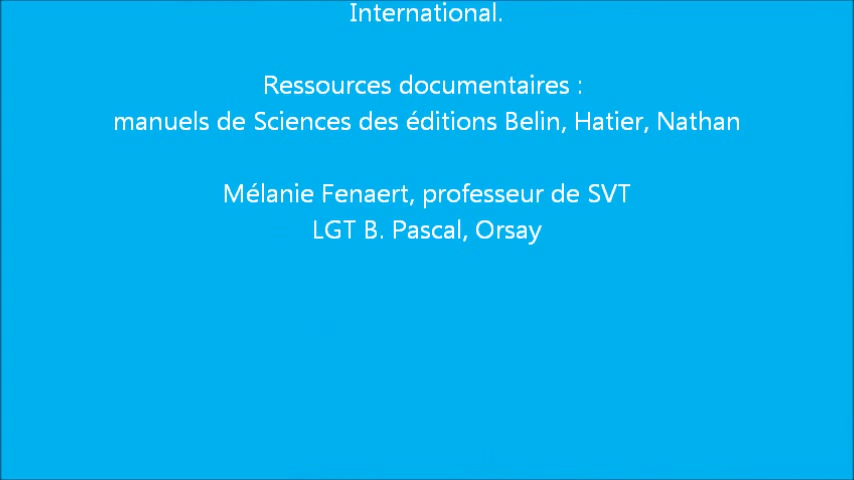 International.
Ressources documentaires :
manuels de Sciences des éditions Belin, Hatier, Nathan
Mélanie Fenaert, professeur de SVT
LGT B. Pascal, Orsay